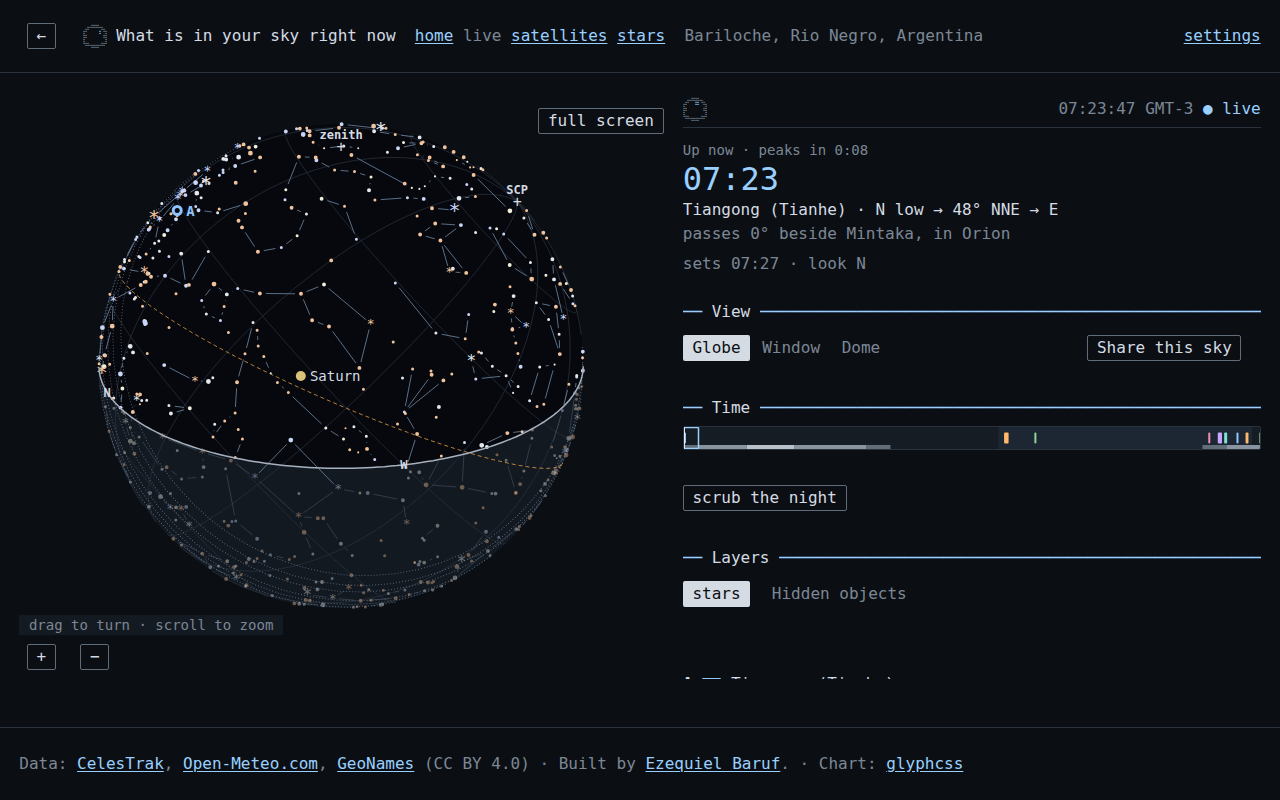 ← What is in your sky right now home live satellites stars Bariloche, Rio Negro, Argentina settings
full screen
zenith
SCP
A
Saturn
N
W
drag to turn · scroll to zoom
+ −
07:23:47 GMT-3 ● live
Up now · peaks in 0:08
07:23
Tiangong (Tianhe) · N low → 48° NNE → E
passes 0° beside Mintaka, in Orion
sets 07:27 · look N
View
Globe Window Dome Share this sky
Time
scrub the night
Layers
stars Hidden objects
Data: CelesTrak, Open-Meteo.com, GeoNames (CC BY 4.0) · Built by Ezequiel Baruf. · Chart: glyphcss